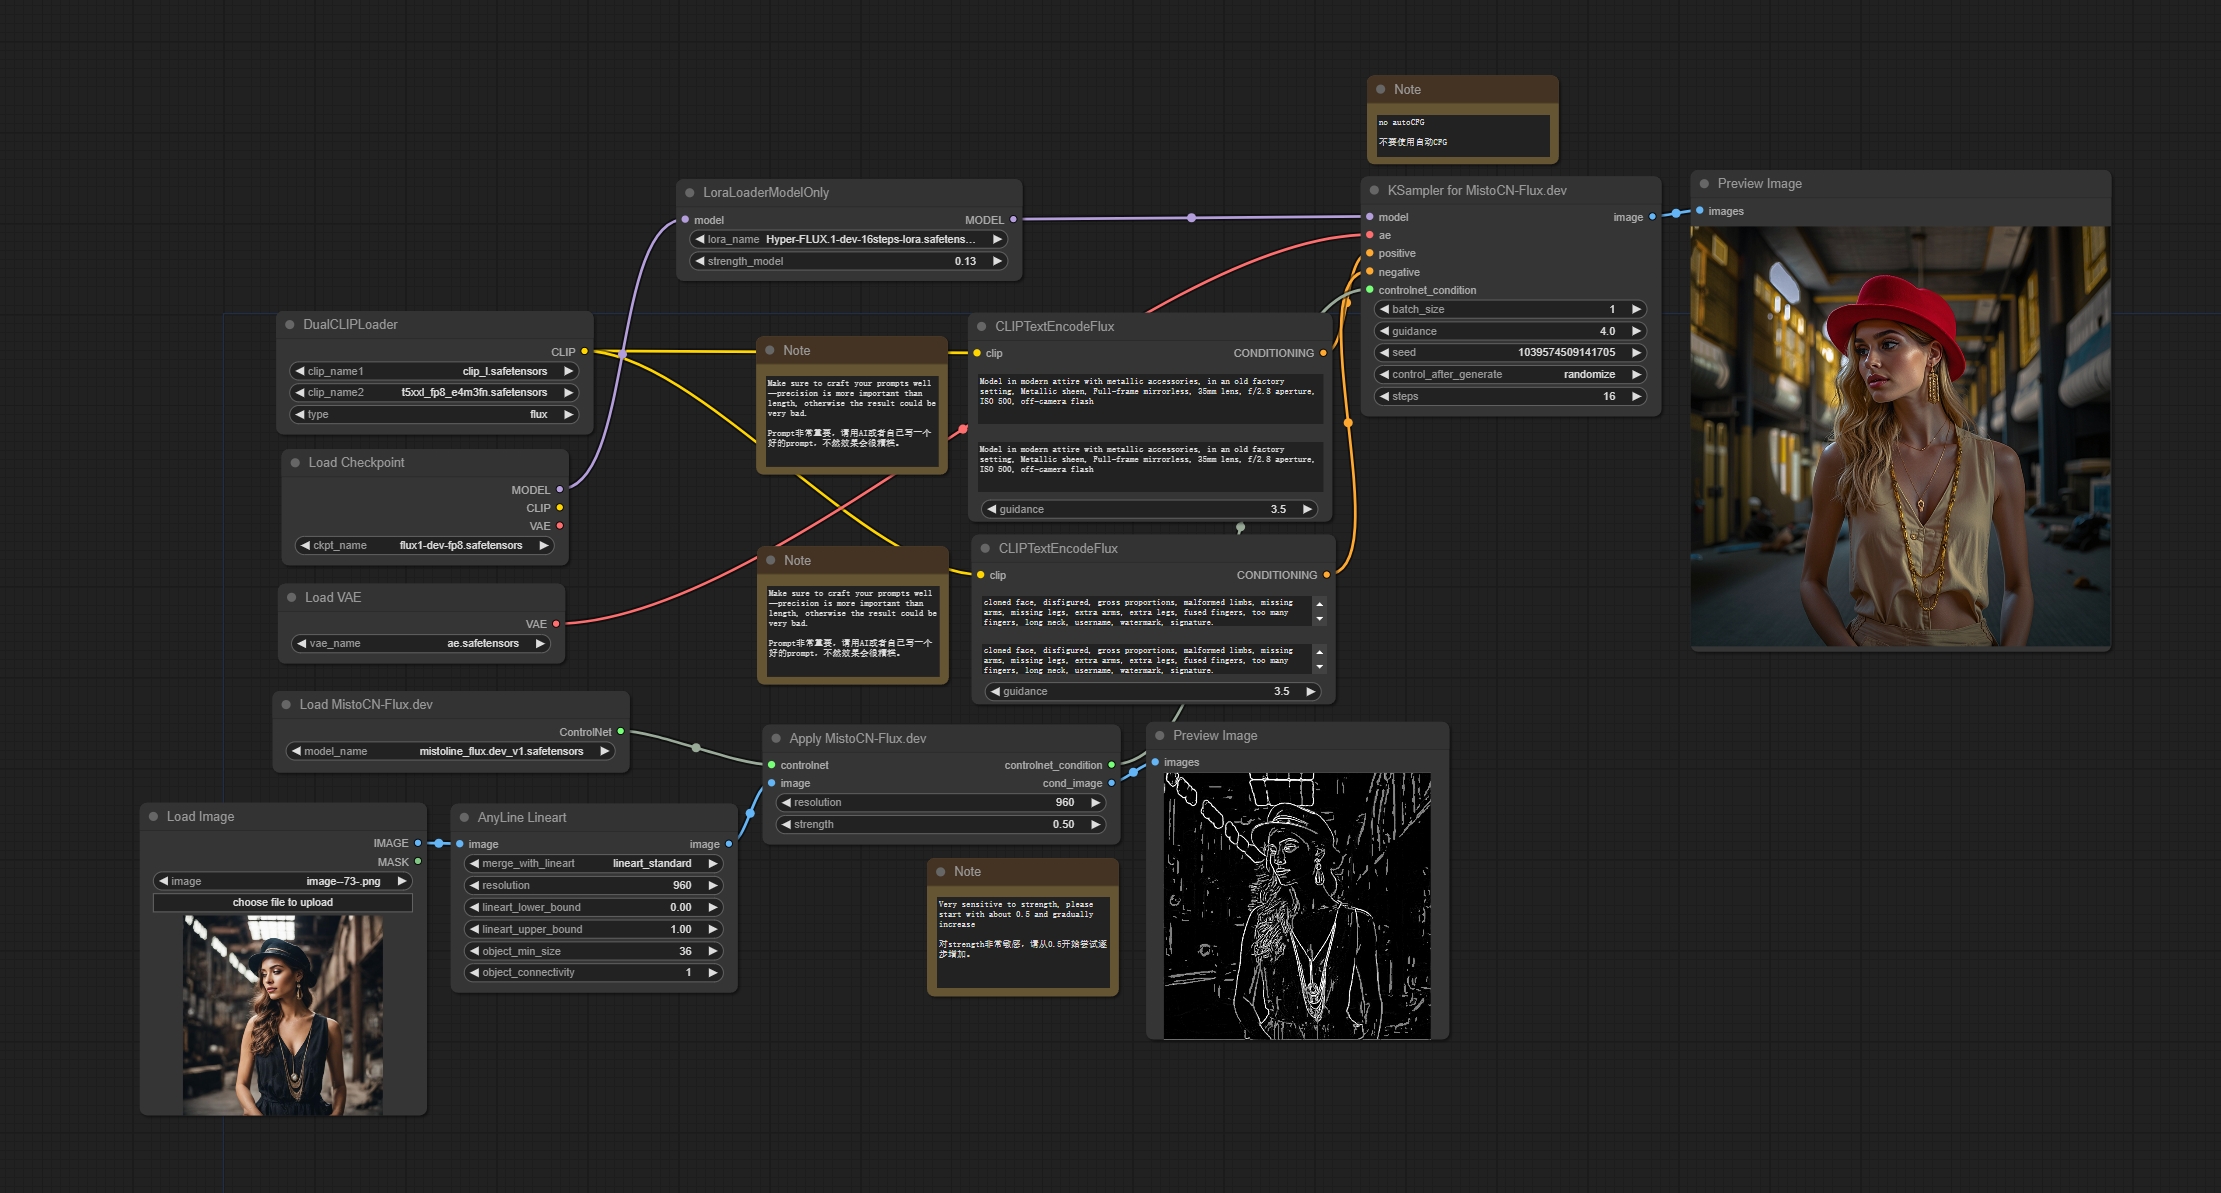 Note
no autoCFG
不要使用自动CFG
LoraLoaderModelOnly
model MODEL
lora_name Hyper-FLUX.1-dev-16steps-lora.safetens...
strength_model 0.13
KSampler for MistoCN-Flux.dev
model image
ae
positive
negative
controlnet_condition
batch_size 1
guidance 4.0
seed 1039574509141705
control_after_generate randomize
steps 16
Preview Image
images
DualCLIPLoader
CLIP
clip_name1 clip_l.safetensors
clip_name2 t5xxl_fp8_e4m3fn.safetensors
type flux
Note
Make sure to craft your prompts well
—precision is more important than
length, otherwise the result could be
very bad.
Prompt非常重要，请用AI或者自己写一个
好的prompt，不然效果会很糟糕。
CLIPTextEncodeFlux
clip CONDITIONING
Model in modern attire with metallic accessories, in an old factory
setting, Metallic sheen, Full-frame mirrorless, 35mm lens, f/2.8 aperture,
ISO 500, off-camera flash
Model in modern attire with metallic accessories, in an old factory
setting, Metallic sheen, Full-frame mirrorless, 35mm lens, f/2.8 aperture,
ISO 500, off-camera flash
guidance 3.5
Load Checkpoint
MODEL
CLIP
VAE
ckpt_name flux1-dev-fp8.safetensors
Note
Make sure to craft your prompts well
—precision is more important than
length, otherwise the result could be
very bad.
Prompt非常重要，请用AI或者自己写一个
好的prompt，不然效果会很糟糕。
CLIPTextEncodeFlux
clip CONDITIONING
cloned face, disfigured, gross proportions, malformed limbs, missing
arms, missing legs, extra arms, extra legs, fused fingers, too many
fingers, long neck, username, watermark, signature.
cloned face, disfigured, gross proportions, malformed limbs, missing
arms, missing legs, extra arms, extra legs, fused fingers, too many
fingers, long neck, username, watermark, signature.
guidance 3.5
Load VAE
VAE
vae_name ae.safetensors
Load MistoCN-Flux.dev
ControlNet
model_name mistoline_flux.dev_v1.safetensors
Apply MistoCN-Flux.dev
controlnet controlnet_condition
image cond_image
resolution 960
strength 0.50
Preview Image
images
Load Image
IMAGE
MASK
image image--73-.png
choose file to upload
AnyLine Lineart
image image
merge_with_lineart lineart_standard
resolution 960
lineart_lower_bound 0.00
lineart_upper_bound 1.00
object_min_size 36
object_connectivity 1
Note
Very sensitive to strength, please
start with about 0.5 and gradually
increase
对strength非常敏感，请从0.5开始尝试逐
步增加。